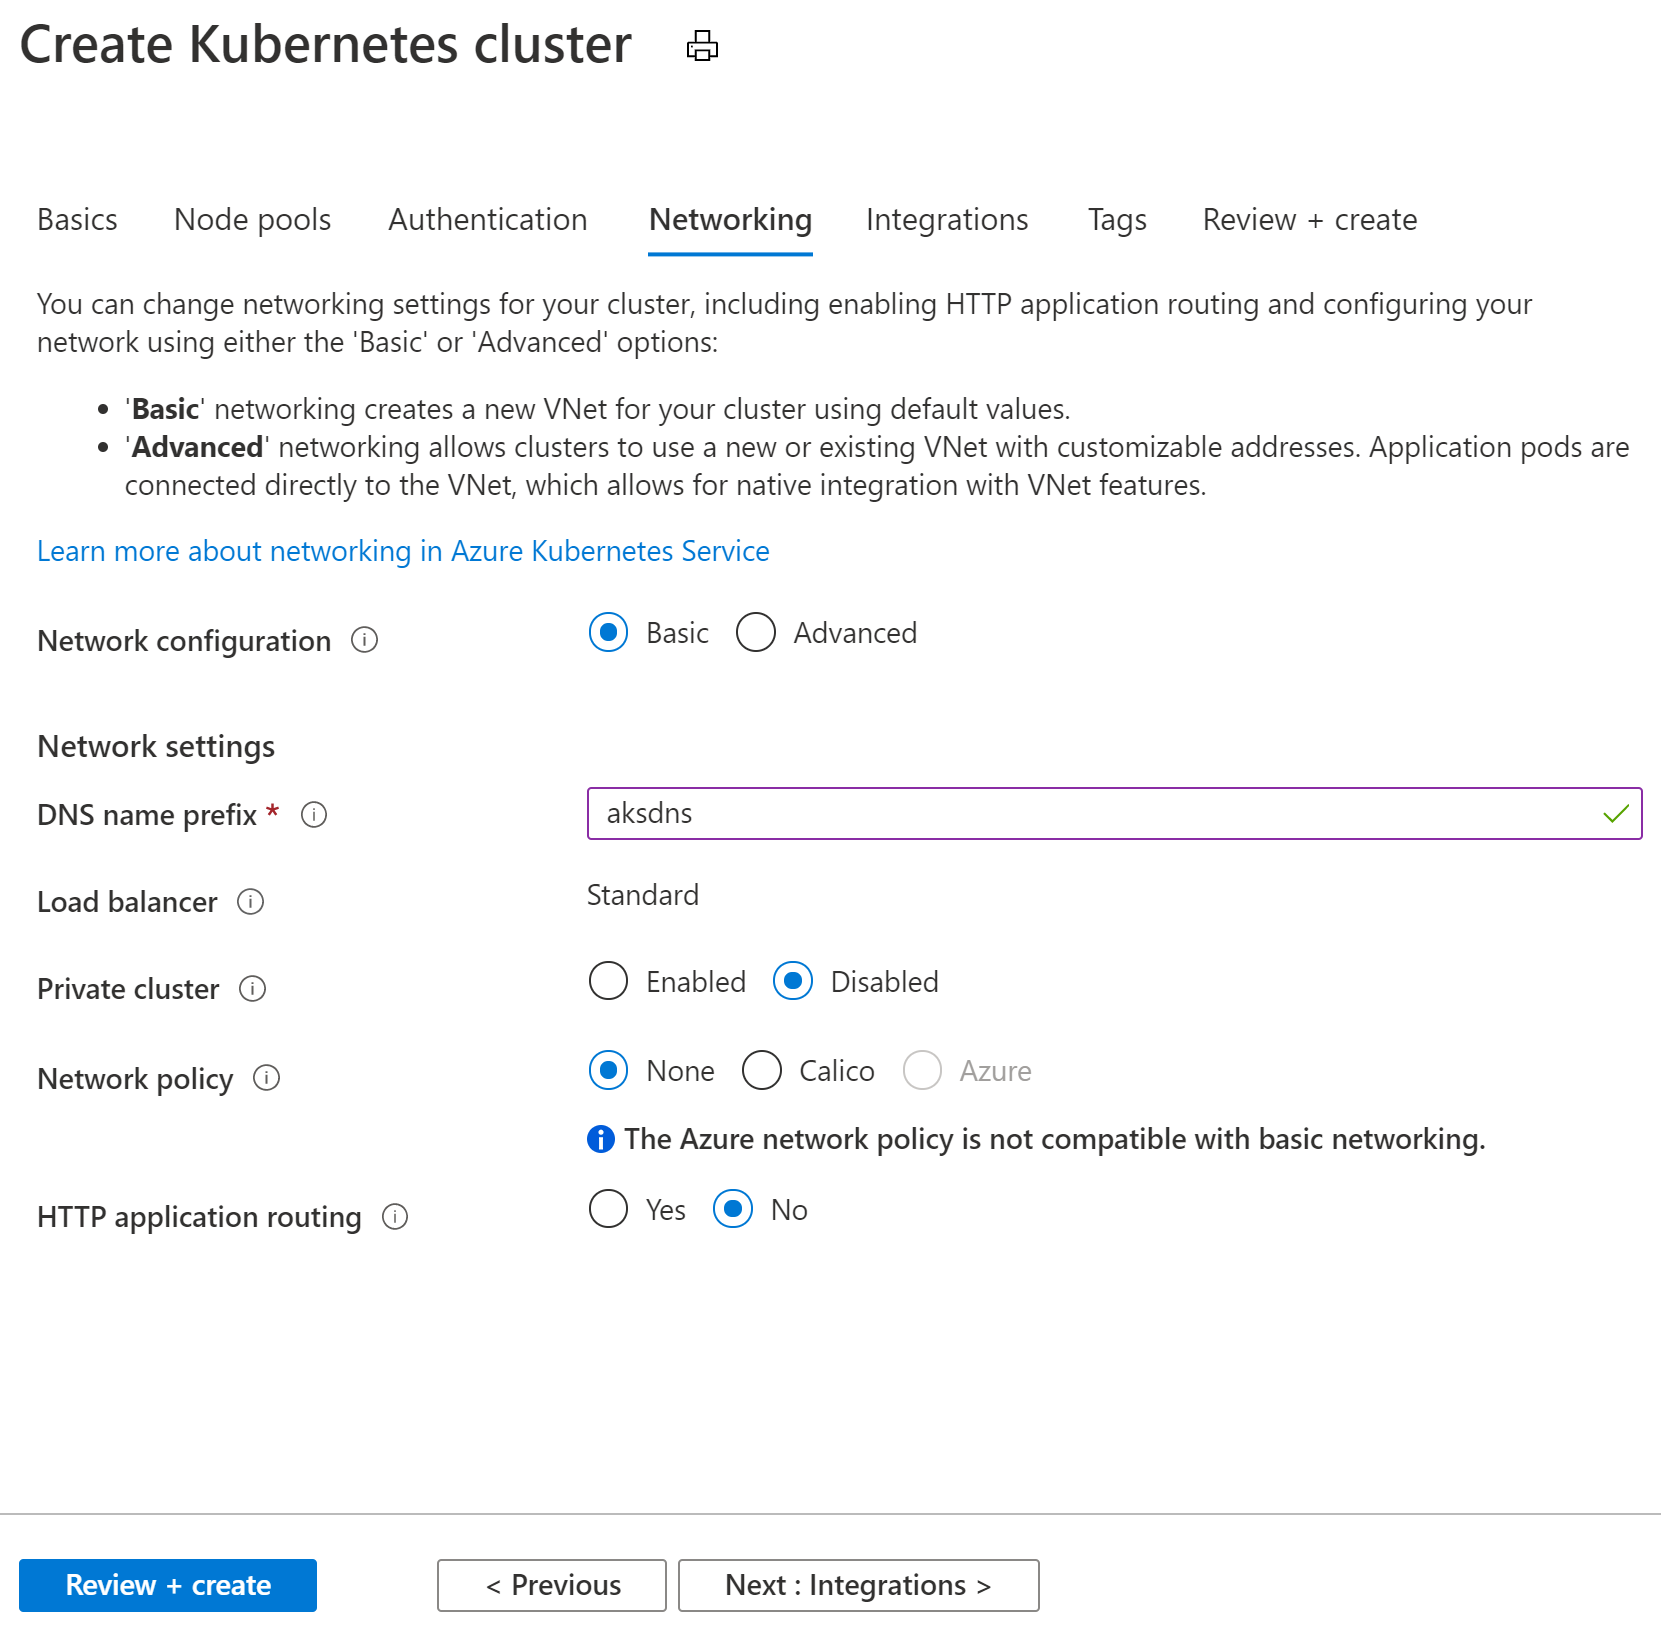 Create Kubernetes cluster
Basics Node pools Authentication Networking Integrations Tags Review + create
You can change networking settings for your cluster, including enabling HTTP application routing and configuring your
network using either the 'Basic' or 'Advanced' options:
• 'Basic' networking creates a new VNet for your cluster using default values.
• 'Advanced' networking allows clusters to use a new or existing VNet with customizable addresses. Application pods are
connected directly to the VNet, which allows for native integration with VNet features.
Learn more about networking in Azure Kubernetes Service
Network configuration Basic Advanced
Network settings
DNS name prefix * aksdns
Load balancer Standard
Private cluster Enabled Disabled
Network policy None Calico Azure
The Azure network policy is not compatible with basic networking.
HTTP application routing Yes No
Review + create < Previous Next : Integrations >